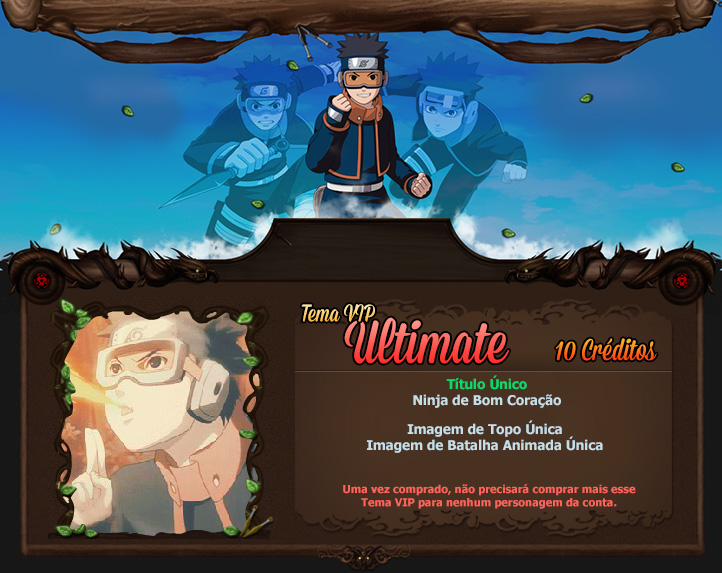 Tema VIP
Ultimate
10 Créditos
Título Único
Ninja de Bom Coração
Imagem de Topo Única
Imagem de Batalha Animada Única
Uma vez comprado, não precisará comprar mais esse
Tema VIP para nenhum personagem da conta.